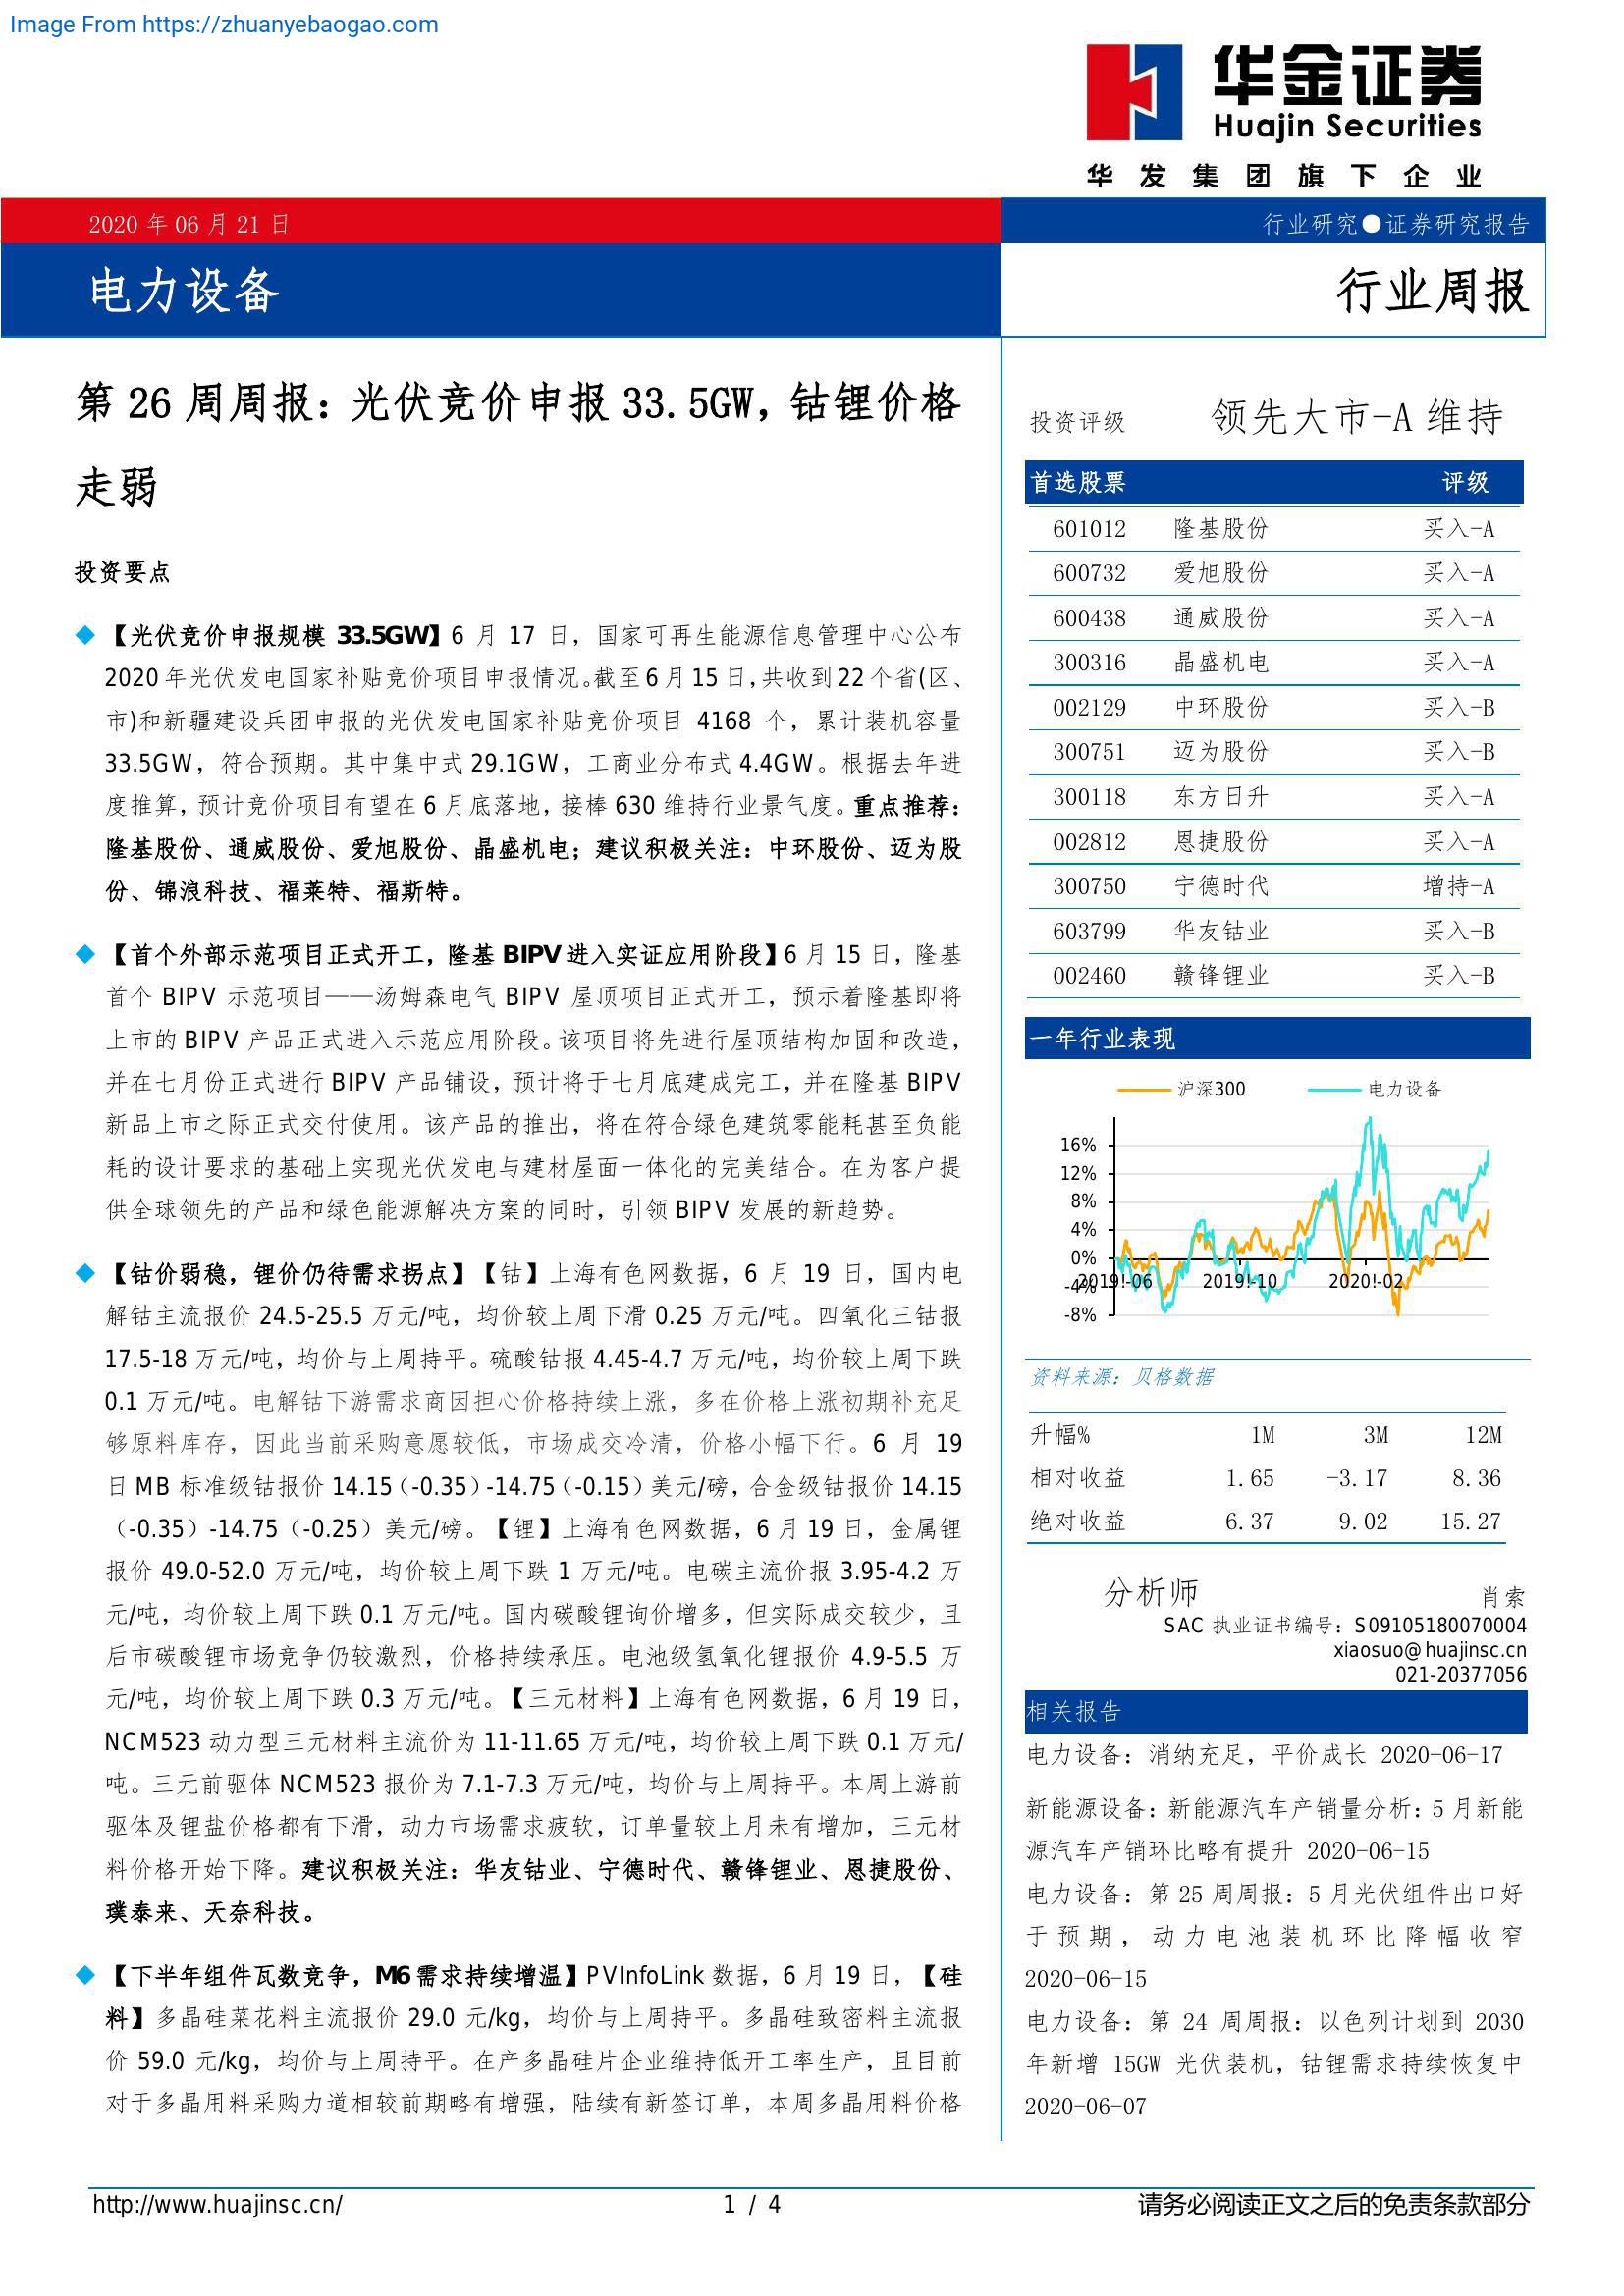 Image From https://zhuanyebaogao.com
华金证券
Huajin Securities
华发集团旗下企业
2020 年 06 月 21 日
行业研究●证券研究报告
电力设备
行业周报
第 26 周周报：光伏竞价申报 33.5GW，钴锂价格
走弱
投资要点
◆ 【光伏竞价申报规模 33.5GW】6 月 17 日，国家可再生能源信息管理中心公布
2020 年光伏发电国家补贴竞价项目申报情况。截至 6 月 15 日，共收到 22 个省(区、
市)和新疆建设兵团申报的光伏发电国家补贴竞价项目 4168 个，累计装机容量
33.5GW，符合预期。其中集中式 29.1GW，工商业分布式 4.4GW。根据去年进
度推算，预计竞价项目有望在 6 月底落地，接棒 630 维持行业景气度。重点推荐：
隆基股份、通威股份、爱旭股份、晶盛机电；建议积极关注：中环股份、迈为股
份、锦浪科技、福莱特、福斯特。
◆ 【首个外部示范项目正式开工，隆基 BIPV 进入实证应用阶段】6 月 15 日，隆基
首个 BIPV 示范项目——汤姆森电气 BIPV 屋顶项目正式开工，预示着隆基即将
上市的 BIPV 产品正式进入示范应用阶段。该项目将先进行屋顶结构加固和改造，
并在七月份正式进行 BIPV 产品铺设，预计将于七月底建成完工，并在隆基 BIPV
新品上市之际正式交付使用。该产品的推出，将在符合绿色建筑零能耗甚至负能
耗的设计要求的基础上实现光伏发电与建材屋面一体化的完美结合。在为客户提
供全球领先的产品和绿色能源解决方案的同时，引领 BIPV 发展的新趋势。
◆ 【钴价弱稳，锂价仍待需求拐点】【钴】上海有色网数据，6 月 19 日，国内电
解钴主流报价 24.5-25.5 万元/吨，均价较上周下滑 0.25 万元/吨。四氧化三钴报
17.5-18 万元/吨，均价与上周持平。硫酸钴报 4.45-4.7 万元/吨，均价较上周下跌
0.1 万元/吨。电解钴下游需求商因担心价格持续上涨，多在价格上涨初期补充足
够原料库存，因此当前采购意愿较低，市场成交冷清，价格小幅下行。6 月 19
日 MB 标准级钴报价 14.15（-0.35）-14.75（-0.15）美元/磅，合金级钴报价 14.15
（-0.35）-14.75（-0.25）美元/磅。【锂】上海有色网数据，6 月 19 日，金属锂
报价 49.0-52.0 万元/吨，均价较上周下跌 1 万元/吨。电碳主流价报 3.95-4.2 万
元/吨，均价较上周下跌 0.1 万元/吨。国内碳酸锂询价增多，但实际成交较少，且
后市碳酸锂市场竞争仍较激烈，价格持续承压。电池级氢氧化锂报价 4.9-5.5 万
元/吨，均价较上周下跌 0.3 万元/吨。【三元材料】上海有色网数据，6 月 19 日，
NCM523 动力型三元材料主流价为 11-11.65 万元/吨，均价较上周下跌 0.1 万元/
吨。三元前驱体 NCM523 报价为 7.1-7.3 万元/吨，均价与上周持平。本周上游前
驱体及锂盐价格都有下滑，动力市场需求疲软，订单量较上月未有增加，三元材
料价格开始下降。建议积极关注：华友钴业、宁德时代、赣锋锂业、恩捷股份、
璞泰来、天奈科技。
◆ 【下半年组件瓦数竞争，M6 需求持续增温】PVInfoLink 数据，6 月 19 日，【硅
料】多晶硅菜花料主流报价 29.0 元/kg，均价与上周持平。多晶硅致密料主流报
价 59.0 元/kg，均价与上周持平。在产多晶硅片企业维持低开工率生产，且目前
对于多晶用料采购力道相较前期略有增强，陆续有新签订单，本周多晶用料价格
投资评级 领先大市-A 维持
首选股票 评级
601012 隆基股份 买入-A
600732 爱旭股份 买入-A
600438 通威股份 买入-A
300316 晶盛机电 买入-A
002129 中环股份 买入-B
300751 迈为股份 买入-B
300118 东方日升 买入-A
002812 恩捷股份 买入-A
300750 宁德时代 增持-A
603799 华友钴业 买入-B
002460 赣锋锂业 买入-B
一年行业表现
沪深300 电力设备
16%
12%
8%
4%
0%
-4%
-8%
2019!-06 2019!-10 2020!-02
资料来源：贝格数据
升幅% 1M 3M 12M
相对收益 1.65 -3.17 8.36
绝对收益 6.37 9.02 15.27
分析师 肖索
SAC 执业证书编号：S09105180070004
xiaosuo@huajinsc.cn
021-20377056
相关报告
电力设备：消纳充足，平价成长 2020-06-17
新能源设备：新能源汽车产销量分析：5 月新能
源汽车产销环比略有提升 2020-06-15
电力设备：第 25 周周报：5 月光伏组件出口好
于预期，动力电池装机环比降幅收窄
2020-06-15
电力设备：第 24 周周报：以色列计划到 2030
年新增 15GW 光伏装机，钴锂需求持续恢复中
2020-06-07
http://www.huajinsc.cn/ 1 / 4 请务必阅读正文之后的免责条款部分